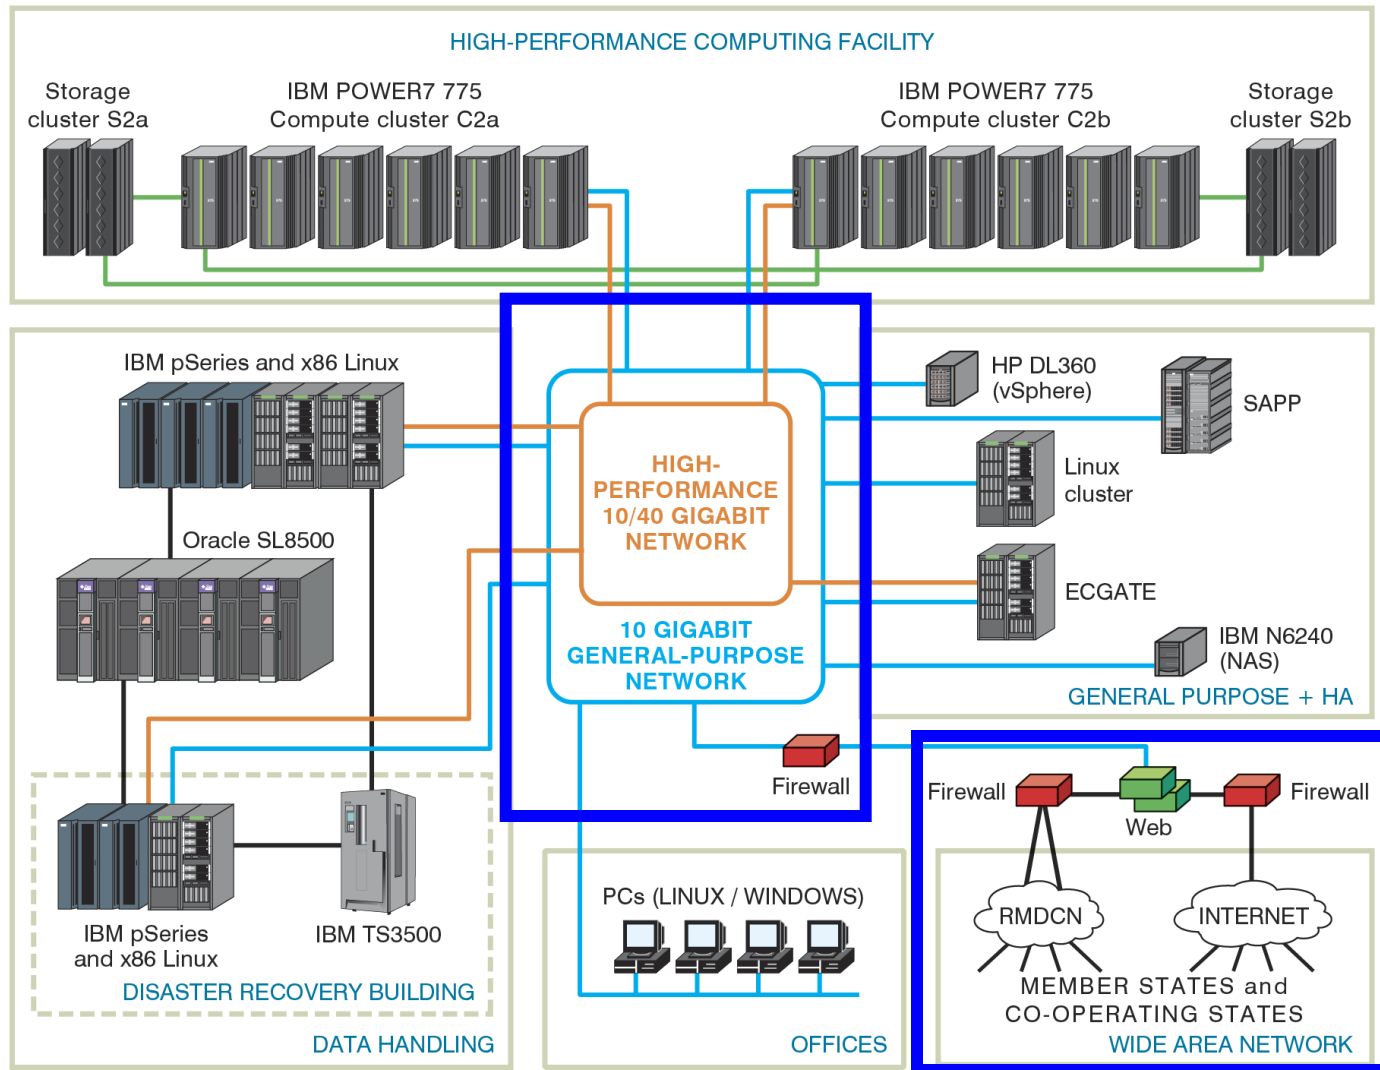 HIGH-PERFORMANCE COMPUTING FACILITY
Storage
cluster S2a
IBM POWER7 775
Compute cluster C2a
IBM POWER7 775
Compute cluster C2b
Storage
cluster S2b
IBM pSeries and x86 Linux
Oracle SL8500
IBM pSeries
and x86 Linux
IBM TS3500
DISASTER RECOVERY BUILDING
DATA HANDLING
HIGH-
PERFORMANCE
10/40 GIGABIT
NETWORK
10 GIGABIT
GENERAL-PURPOSE
NETWORK
Firewall
HP DL360
(vSphere)
SAPP
Linux
cluster
ECGATE
IBM N6240
(NAS)
GENERAL PURPOSE + HA
PCs (LINUX / WINDOWS)
OFFICES
Firewall
Web
Firewall
RMDCN
INTERNET
MEMBER STATES and
CO-OPERATING STATES
WIDE AREA NETWORK